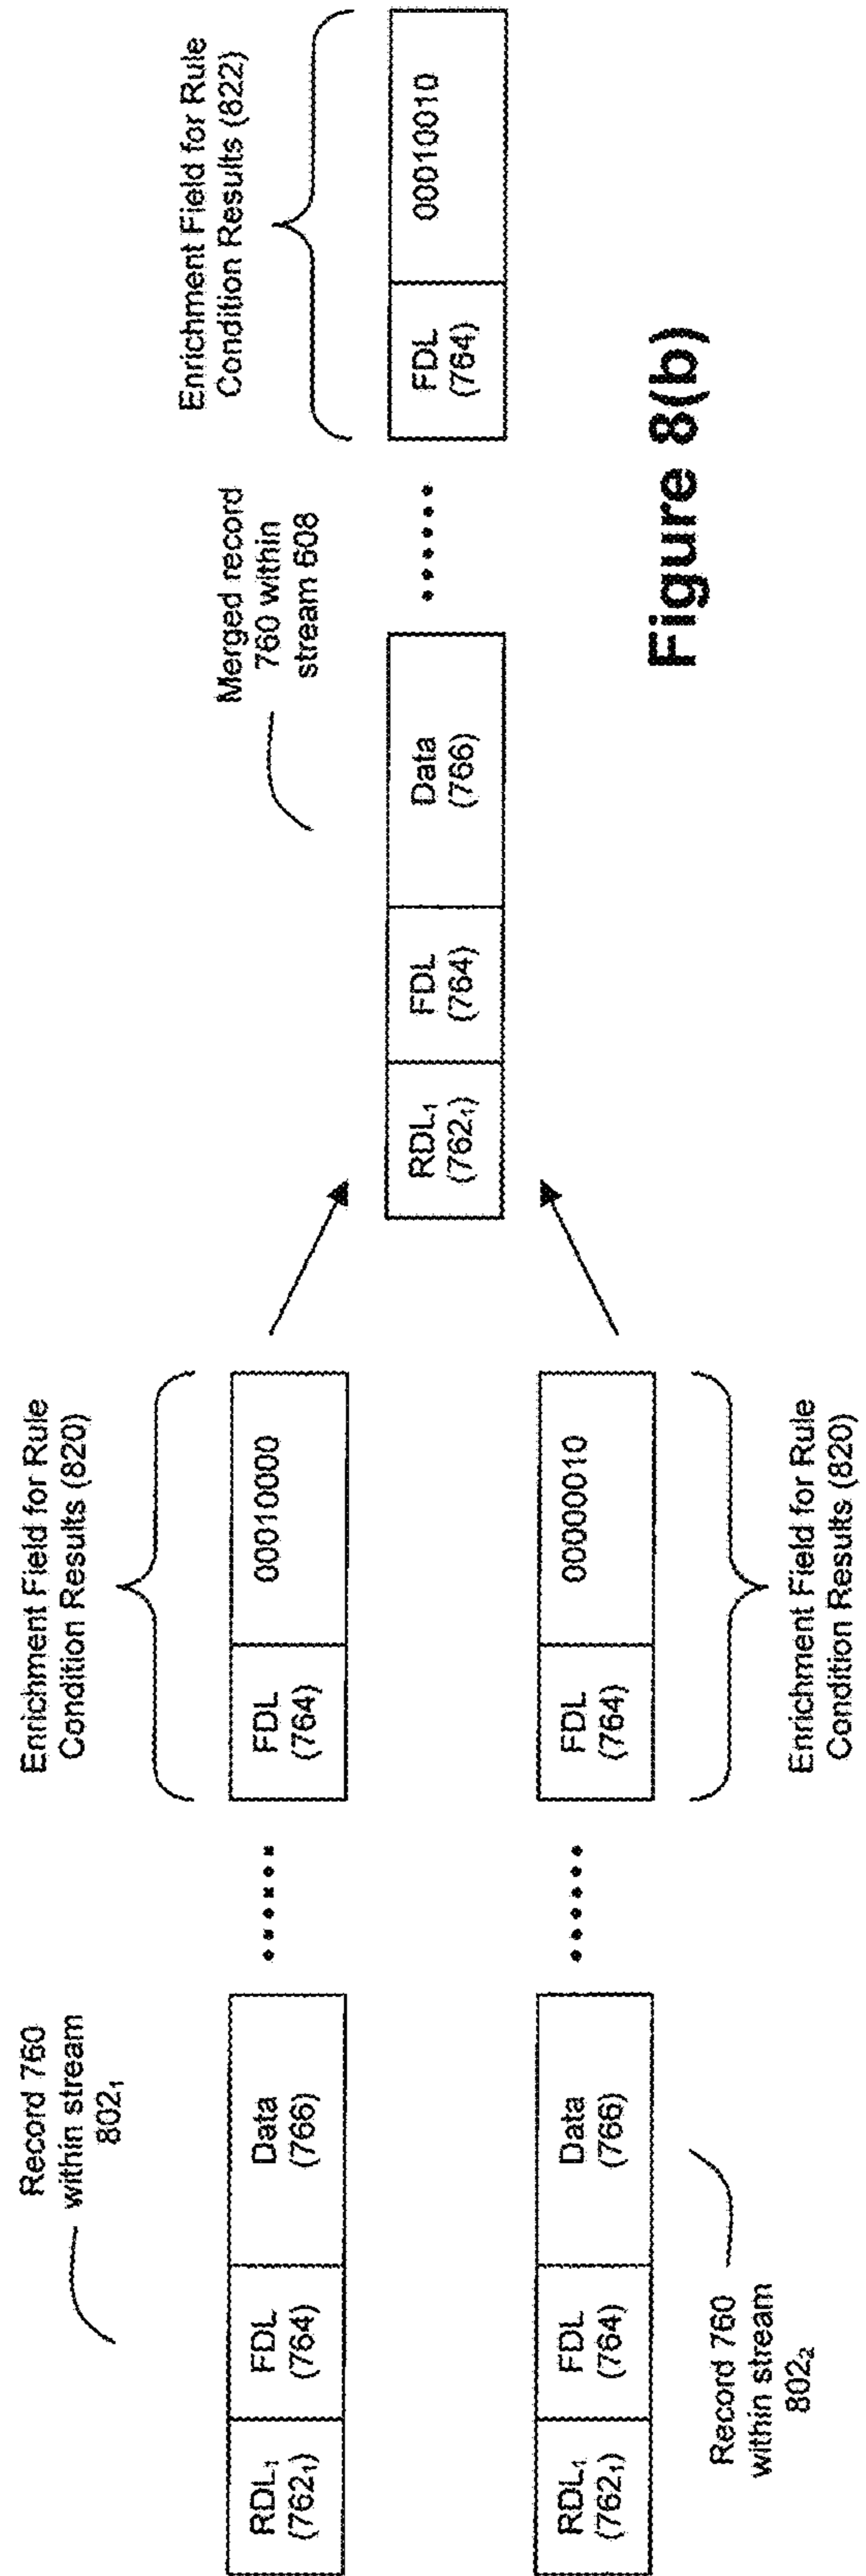 Record 760
within stream
802₁
Enrichment Field for Rule
Condition Results (820)
RDL₁
(762₁)
FDL
(764)
Data
(766)
......
FDL
(764)
00010000
RDL₁
(762₁)
FDL
(764)
Data
(766)
......
FDL
(764)
00000010
Record 760
within stream
802₂
Enrichment Field for Rule
Condition Results (820)
Merged record
760 within
stream 608
Enrichment Field for Rule
Condition Results (822)
RDL₁
(762₁)
FDL
(764)
Data
(766)
......
FDL
(764)
00010010
Figure 8(b)